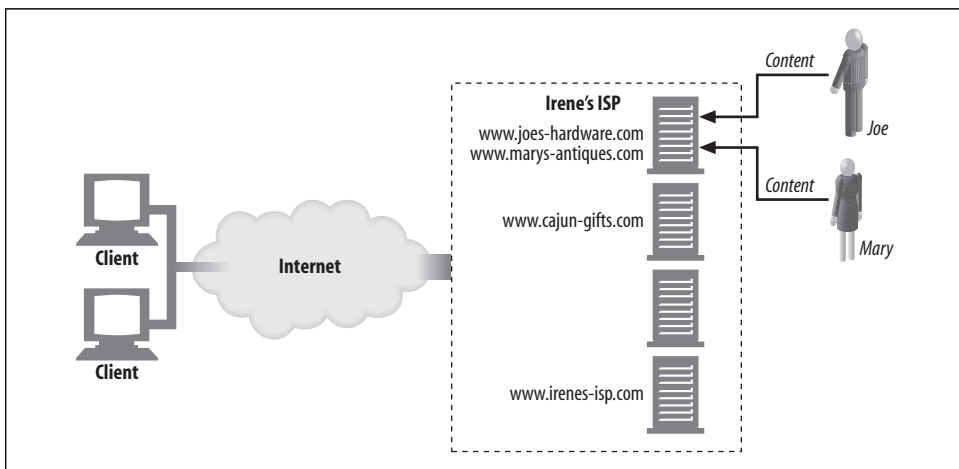 Irene's ISP
www.joes-hardware.com
www.marys-antiques.com
www.cajun-gifts.com
www.irenes-isp.com
Content
Joe
Content
Mary
Client
Internet
Client